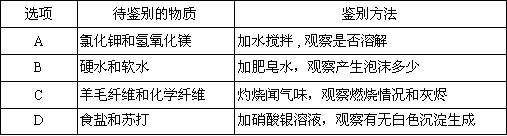 选项 待鉴别的物质 鉴别方法
A 氯化钾和氢氧化镁 加水搅拌，观察是否溶解
B 硬水和软水 加肥皂水，观察产生泡沫多少
C 羊毛纤维和化学纤维 灼烧闻气味，观察燃烧情况和灰烬
D 食盐和苏打 加硝酸银溶液，观察有无白色沉淀生成